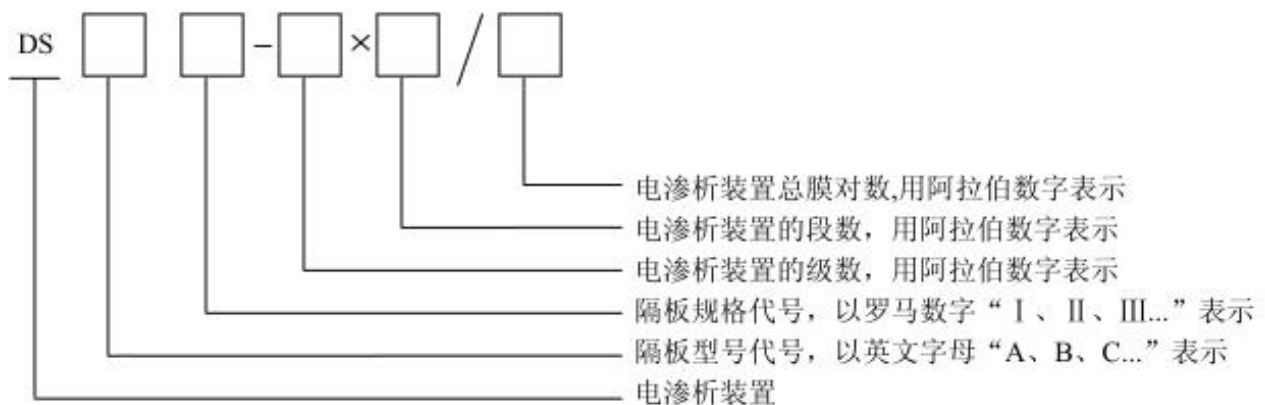 DS - × /
电渗析装置总膜对数,用阿拉伯数字表示
电渗析装置的段数，用阿拉伯数字表示
电渗析装置的级数，用阿拉伯数字表示
隔板规格代号，以罗马数字“Ⅰ、Ⅱ、Ⅲ...”表示
隔板型号代号，以英文字母“A、B、C...”表示
电渗析装置